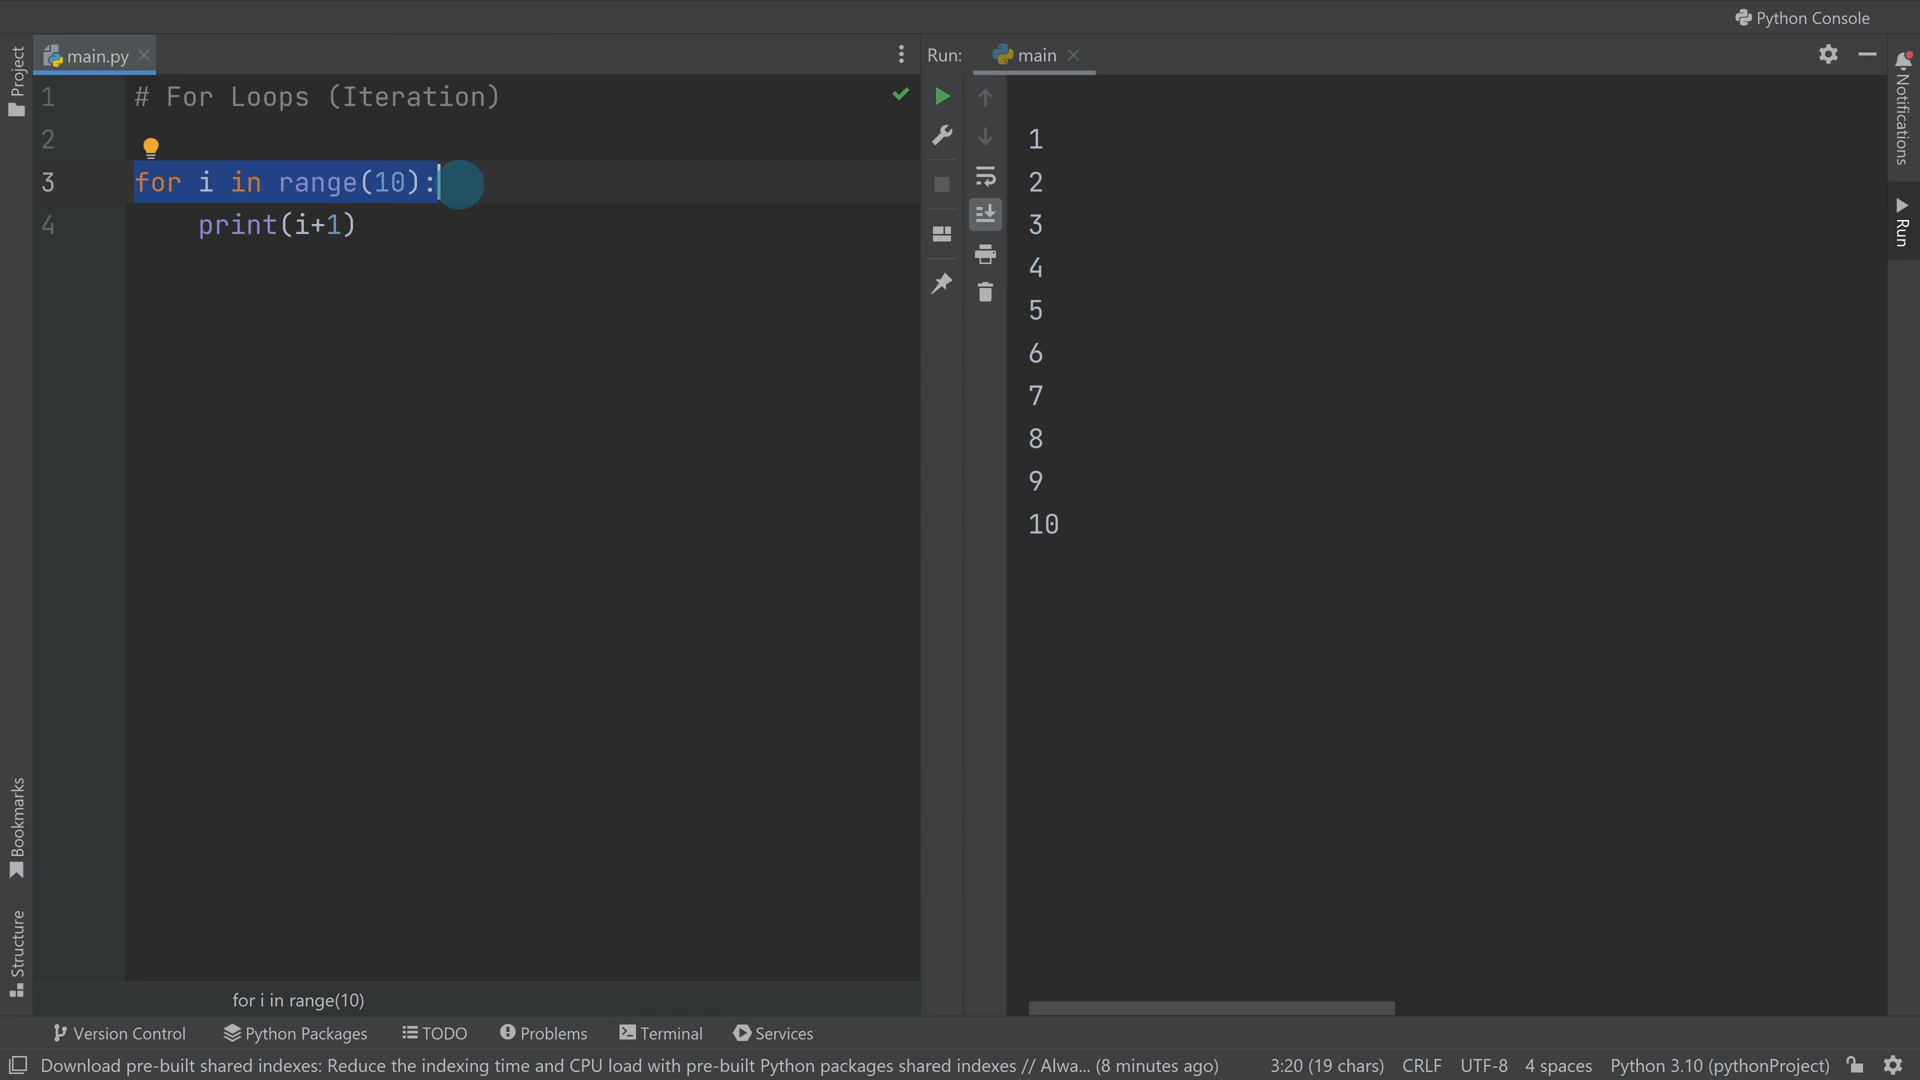 Python Console
Project
main.py
Run:
main
Notifications
Run
1 # For Loops (Iteration)
2
3 for i in range(10):
4     print(i+1)
1
2
3
4
5
6
7
8
9
10
Bookmarks
Structure
for i in range(10)
Version Control
Python Packages
TODO
Problems
Terminal
Services
Download pre-built shared indexes: Reduce the indexing time and CPU load with pre-built Python packages shared indexes // Alwa... (8 minutes ago)
3:20 (19 chars)
CRLF
UTF-8
4 spaces
Python 3.10 (pythonProject)